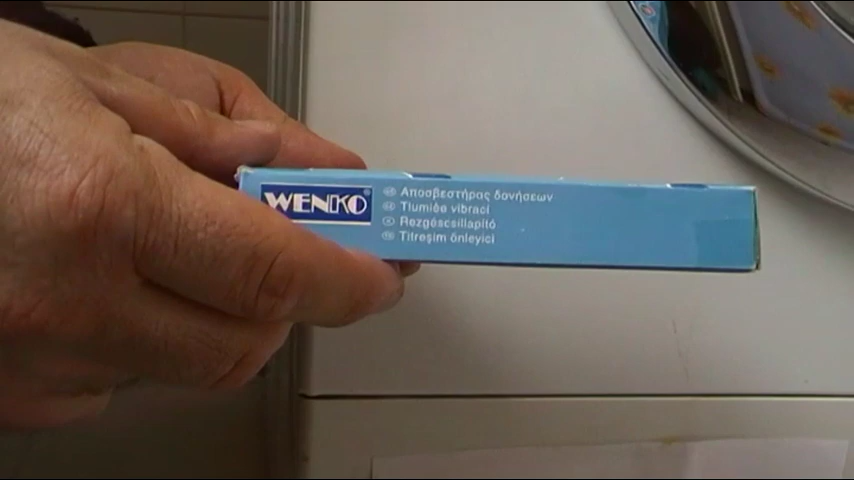 WENKO®
Αποσβεστήρας δονήσεων
Tlumiče vibrací
Rezgéscsillapító
Titreşim önleyici